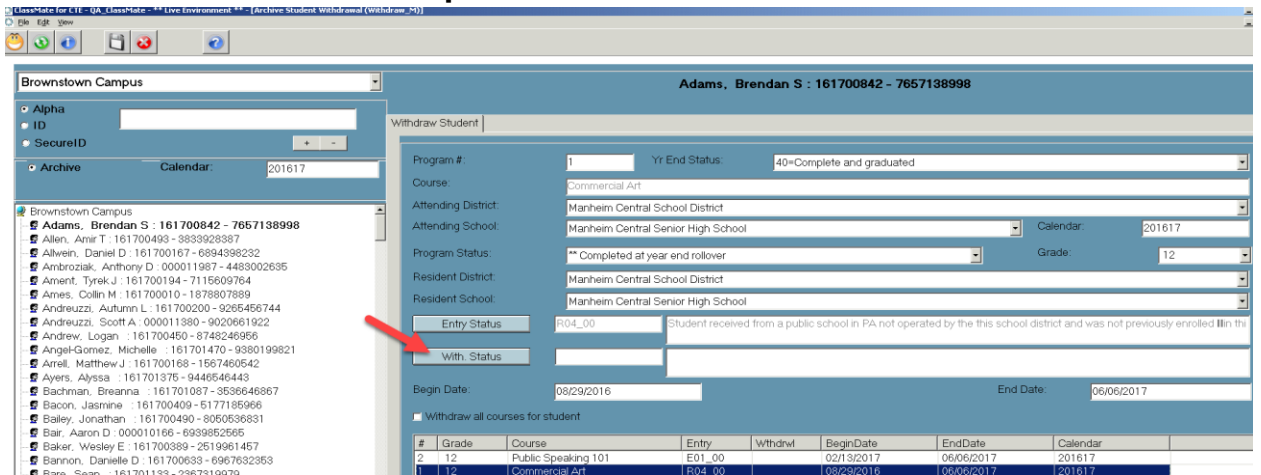 ClassMate for CTE - QA_ClassMate - ** Live Environment ** - [Archive Student Withdrawal (Withdraw_M)]
File Edit View
Brownstown Campus
Adams, Brendan S : 161700842 - 7657138998
Alpha
ID
SecureID
+ -
Archive Calendar: 201617
Withdraw Student
Program #: 1 Yr End Status: 40=Complete and graduated
Course: Commercial Art
Attending District: Manheim Central School District
Attending School: Manheim Central Senior High School Calendar: 201617
Program Status: ** Completed at year end rollover Grade: 12
Resident District: Manheim Central School District
Resident School: Manheim Central Senior High School
Entry Status R04_00 Student received from a public school in PA not operated by the this school district and was not previously enrolled llin thi
With. Status
Begin Date: 08/29/2016 End Date: 06/06/2017
Withdraw all courses for student
# Grade Course Entry Wthdrwl BeginDate EndDate Calendar
2 12 Public Speaking 101 E01_00 02/13/2017 06/06/2017 201617
1 12 Commercial Art R04_00 08/29/2016 06/06/2017 201617
Brownstown Campus
Adams, Brendan S : 161700842 - 7657138998
Allen, Amir T : 161700493 - 3833928387
Allwein, Daniel D : 161700167 - 6894398232
Ambroziak, Anthony D : 000011987 - 4483002635
Ament, Tyrek J : 161700194 - 7115609764
Ames, Collin M : 161700010 - 1878807889
Andreuzzi, Autumn L : 161700200 - 9265456744
Andreuzzi, Scott A : 000011380 - 9020661922
Andrew, Logan : 161700450 - 8748246956
Angel-Gomez, Michelle : 161701470 - 9380199821
Arrell, Matthew J : 161700168 - 1567460542
Ayers, Alyssa : 161701375 - 9446546443
Bachman, Breanna : 161701087 - 3536646867
Bacon, Jasmine : 161700409 - 5177185966
Bailey, Jonathan : 161700490 - 8050536831
Bair, Aaron D : 000010166 - 6939852565
Baker, Wesley E : 161700389 - 2519961457
Bannon, Danielle D : 161700633 - 6967632353
Bare, Sean : 161701133 - 2367319979